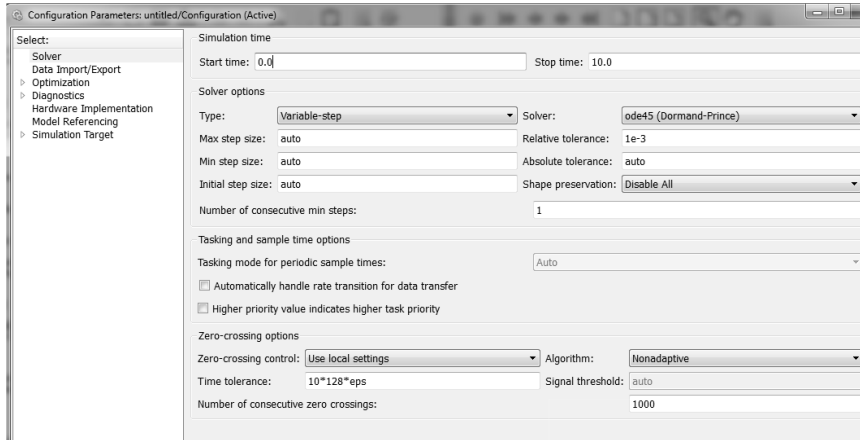 Configuration Parameters: untitled/Configuration (Active)
Select:
Solver
Data Import/Export
Optimization
Diagnostics
Hardware Implementation
Model Referencing
Simulation Target
Simulation time
Start time: 0.0 Stop time: 10.0
Solver options
Type: Variable-step Solver: ode45 (Dormand-Prince)
Max step size: auto Relative tolerance: 1e-3
Min step size: auto Absolute tolerance: auto
Initial step size: auto Shape preservation: Disable All
Number of consecutive min steps: 1
Tasking and sample time options
Tasking mode for periodic sample times: Auto
Automatically handle rate transition for data transfer
Higher priority value indicates higher task priority
Zero-crossing options
Zero-crossing control: Use local settings Algorithm: Nonadaptive
Time tolerance: 10*128*eps Signal threshold: auto
Number of consecutive zero crossings: 1000